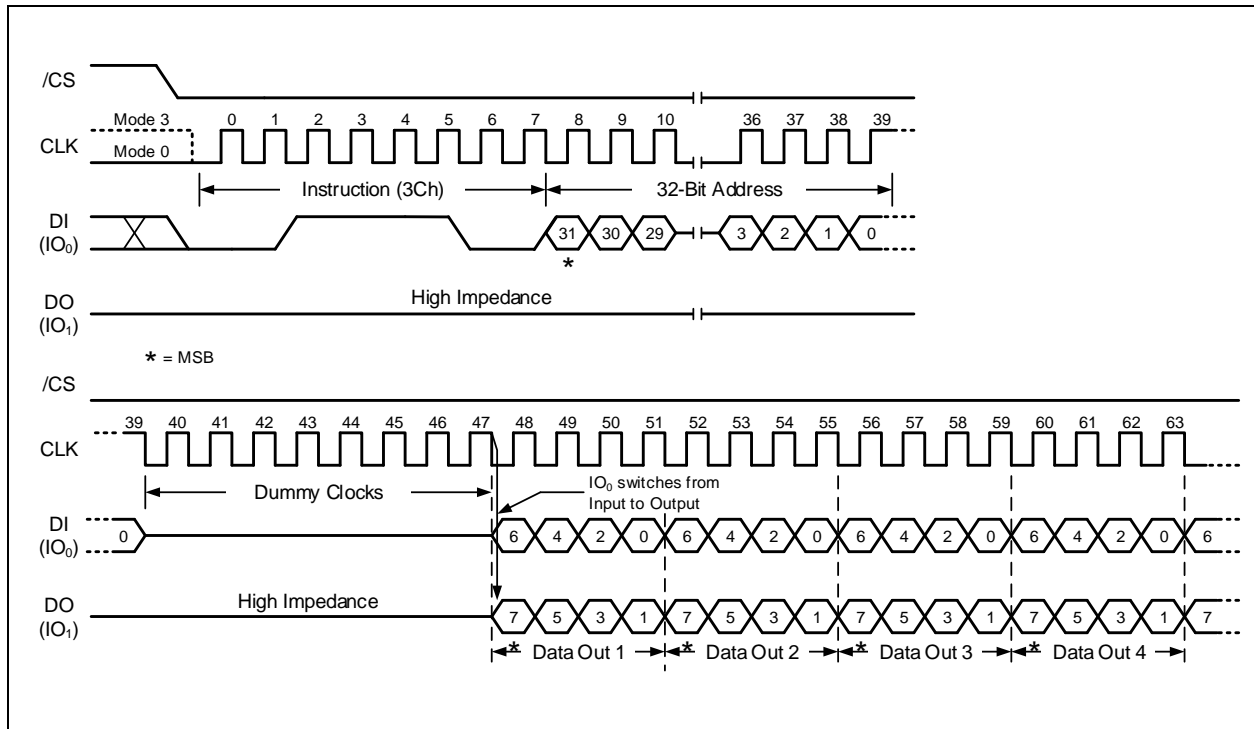 /CS
Mode 3 0 1 2 3 4 5 6 7 8 9 10 36 37 38 39
CLK
Mode 0
Instruction (3Ch) 32-Bit Address
DI
(IO₀) 31 30 29 3 2 1 0
*
DO High Impedance
(IO₁)
* = MSB
/CS
39 40 41 42 43 44 45 46 47 48 49 50 51 52 53 54 55 56 57 58 59 60 61 62 63
CLK
Dummy Clocks IO₀ switches from
Input to Output
DI
(IO₀) 0 6 4 2 0 6 4 2 0 6 4 2 0 6 4 2 0 6
DO High Impedance
(IO₁) 7 5 3 1 7 5 3 1 7 5 3 1 7 5 3 1 7
* Data Out 1 * Data Out 2 * Data Out 3 * Data Out 4